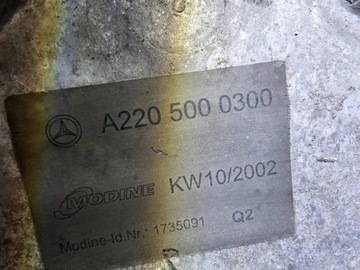 A220 500 0300
MODINE KW10/2002
Modine-Id.Nr.: 1735091 Q2